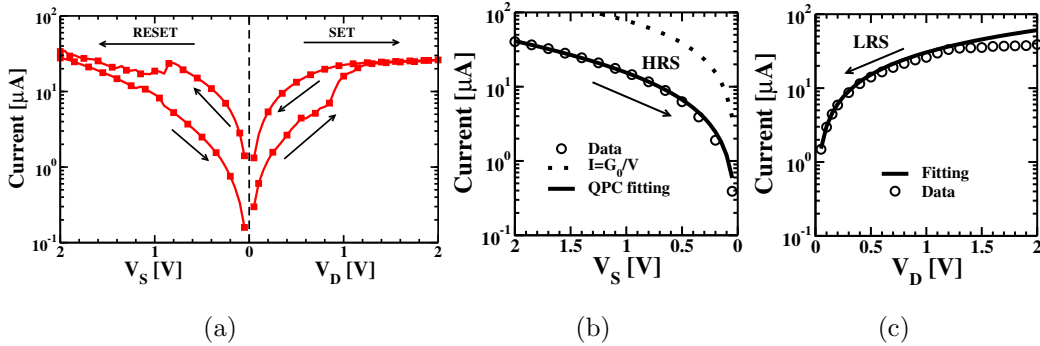 RESET
SET
Current [μA]
10²
10¹
10⁰
10⁻¹
2
1
0
1
2
V_S [V]
V_D [V]
(a)
HRS
Data
I=G₀/V
QPC fitting
Current [μA]
10²
10¹
10⁰
10⁻¹
2
1.5
1
0.5
0
V_S [V]
(b)
LRS
Fitting
Data
Current [μA]
10²
10¹
10⁰
10⁻¹
0
0.5
1
1.5
2
V_D [V]
(c)